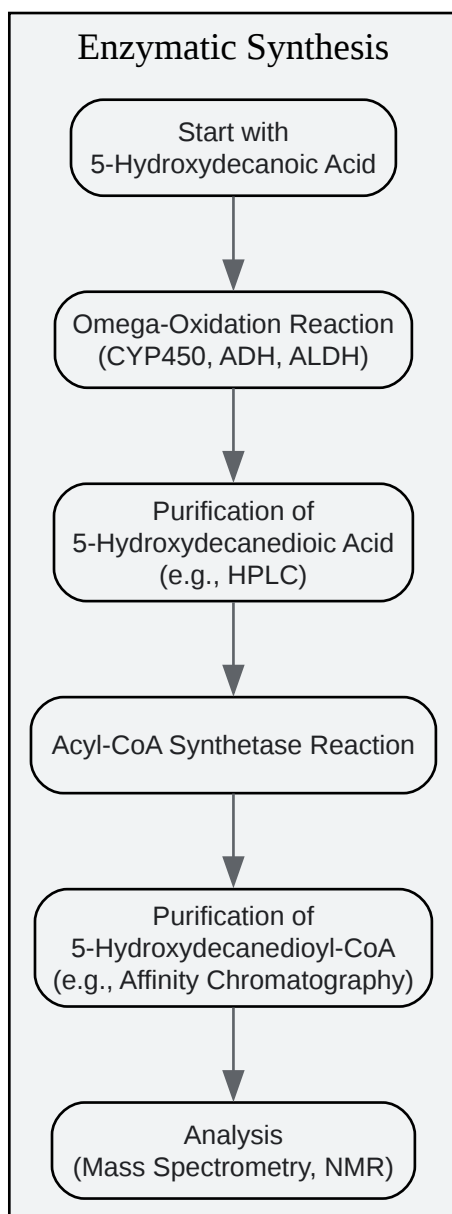 Enzymatic Synthesis
Start with
5-Hydroxydecanoic Acid
Omega-Oxidation Reaction
(CYP450, ADH, ALDH)
Purification of
5-Hydroxydecanedioic Acid
(e.g., HPLC)
Acyl-CoA Synthetase Reaction
Purification of
5-Hydroxydecanedioyl-CoA
(e.g., Affinity Chromatography)
Analysis
(Mass Spectrometry, NMR)